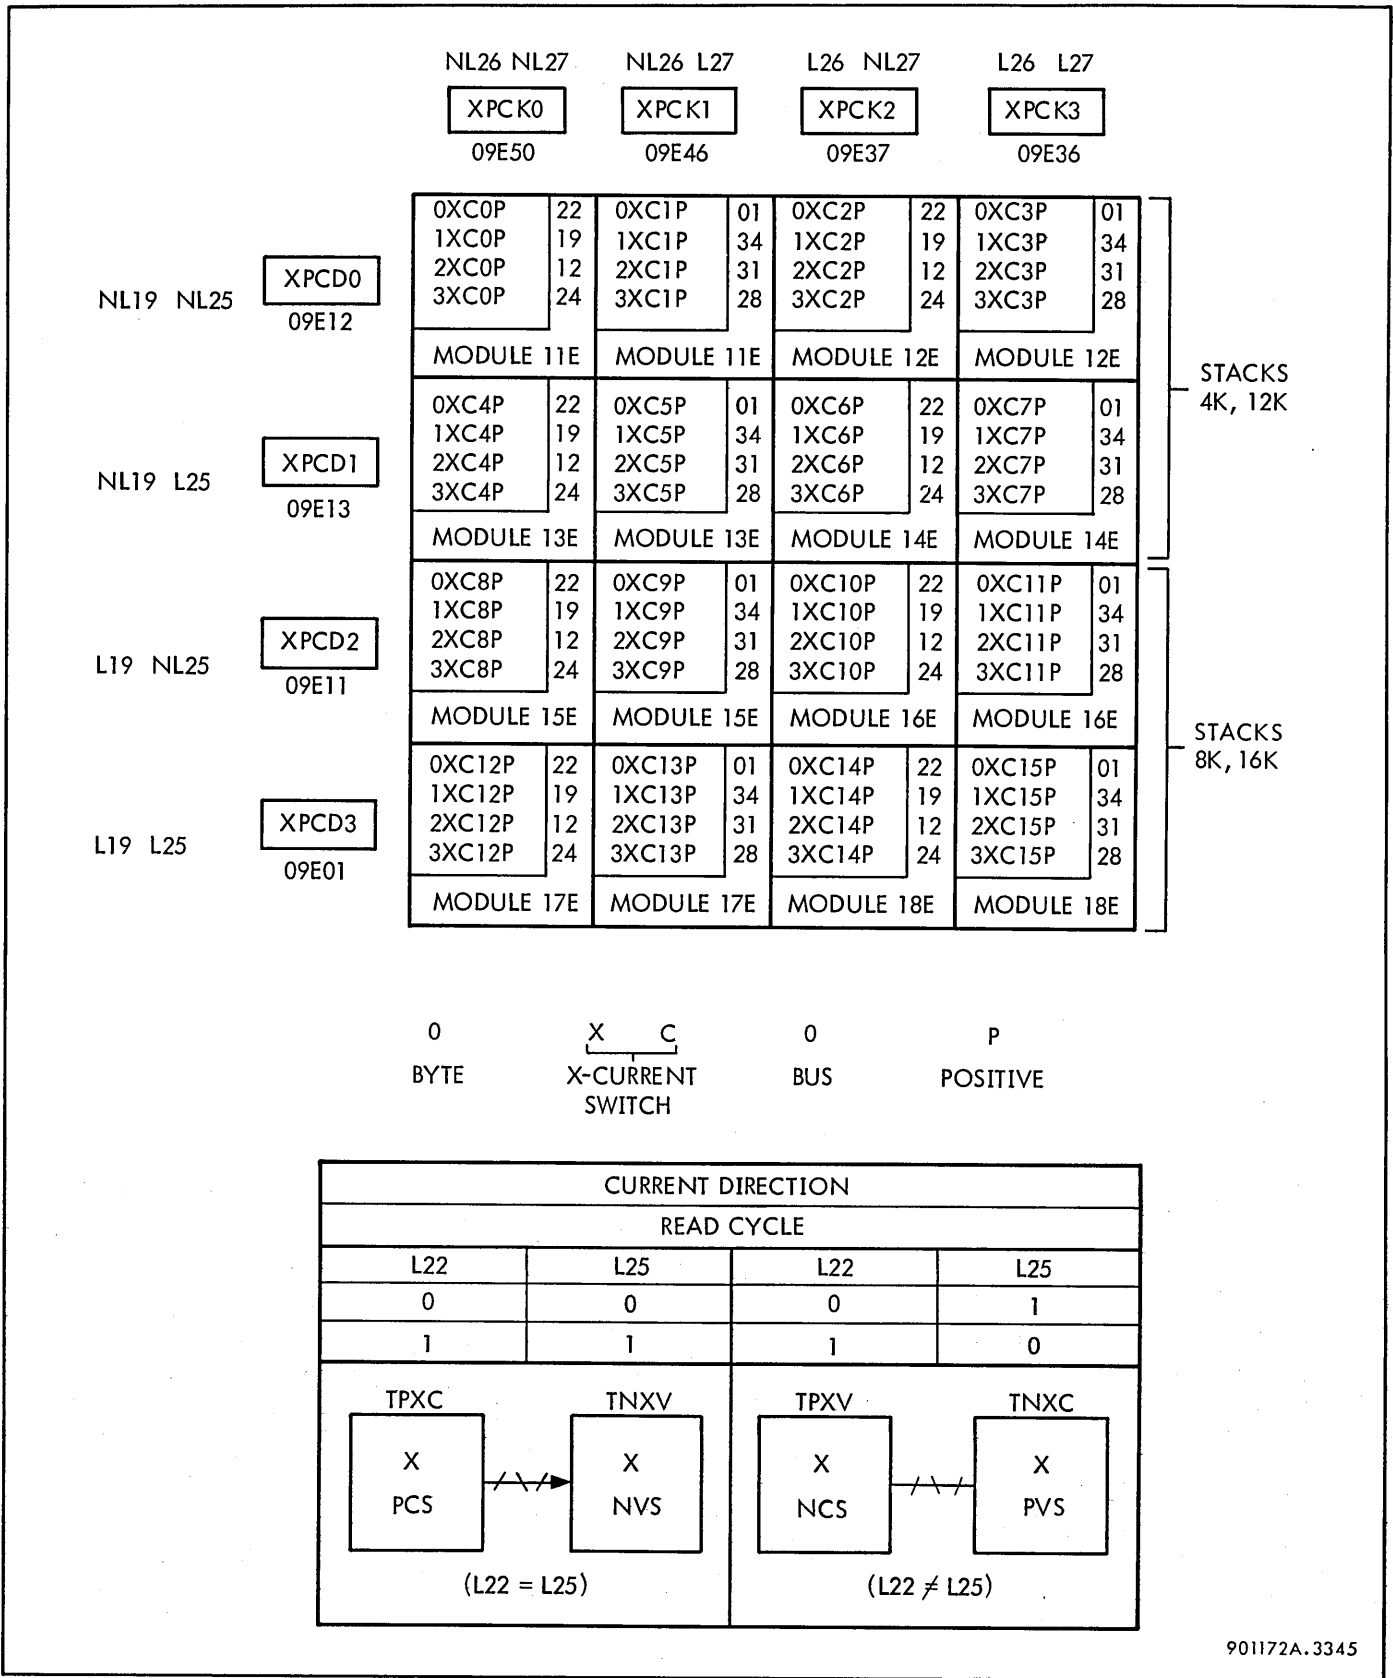 NL26 NL27 NL26 L27 L26 NL27 L26 L27
XPCK0 XPCK1 XPCK2 XPCK3
09E50 09E46 09E37 09E36
0XC0P 22 0XC1P 01 0XC2P 22 0XC3P 01
1XC0P 19 1XC1P 34 1XC2P 19 1XC3P 34
2XC0P 12 2XC1P 31 2XC2P 12 2XC3P 31
3XC0P 24 3XC1P 28 3XC2P 24 3XC3P 28
NL19 NL25 XPCD0
09E12
MODULE 11E MODULE 11E MODULE 12E MODULE 12E
STACKS
4K, 12K
0XC4P 22 0XC5P 01 0XC6P 22 0XC7P 01
1XC4P 19 1XC5P 34 1XC6P 19 1XC7P 34
2XC4P 12 2XC5P 31 2XC6P 12 2XC7P 31
3XC4P 24 3XC5P 28 3XC6P 24 3XC7P 28
NL19 L25 XPCD1
09E13
MODULE 13E MODULE 13E MODULE 14E MODULE 14E
0XC8P 22 0XC9P 01 0XC10P 22 0XC11P 01
1XC8P 19 1XC9P 34 1XC10P 19 1XC11P 34
2XC8P 12 2XC9P 31 2XC10P 12 2XC11P 31
3XC8P 24 3XC9P 28 3XC10P 24 3XC11P 28
L19 NL25 XPCD2
09E11
MODULE 15E MODULE 15E MODULE 16E MODULE 16E
STACKS
8K, 16K
0XC12P 22 0XC13P 01 0XC14P 22 0XC15P 01
1XC12P 19 1XC13P 34 1XC14P 19 1XC15P 34
2XC12P 12 2XC13P 31 2XC14P 12 2XC15P 31
3XC12P 24 3XC13P 28 3XC14P 24 3XC15P 28
L19 L25 XPCD3
09E01
MODULE 17E MODULE 17E MODULE 18E MODULE 18E
0 X C 0 P
BYTE X-CURRENT BUS POSITIVE
SWITCH
CURRENT DIRECTION
READ CYCLE
L22 L25 L22 L25
0 0 0 1
1 1 1 0
TPXC TNXV TPXV TNXC
X X X X
PCS NVS NCS PVS
(L22 = L25) (L22 ≠ L25)
901172A.3345